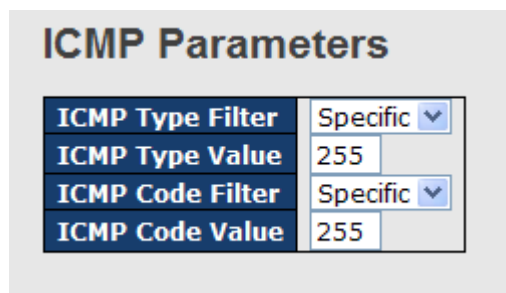 ICMP Parameters
ICMP Type Filter Specific
ICMP Type Value 255
ICMP Code Filter Specific
ICMP Code Value 255